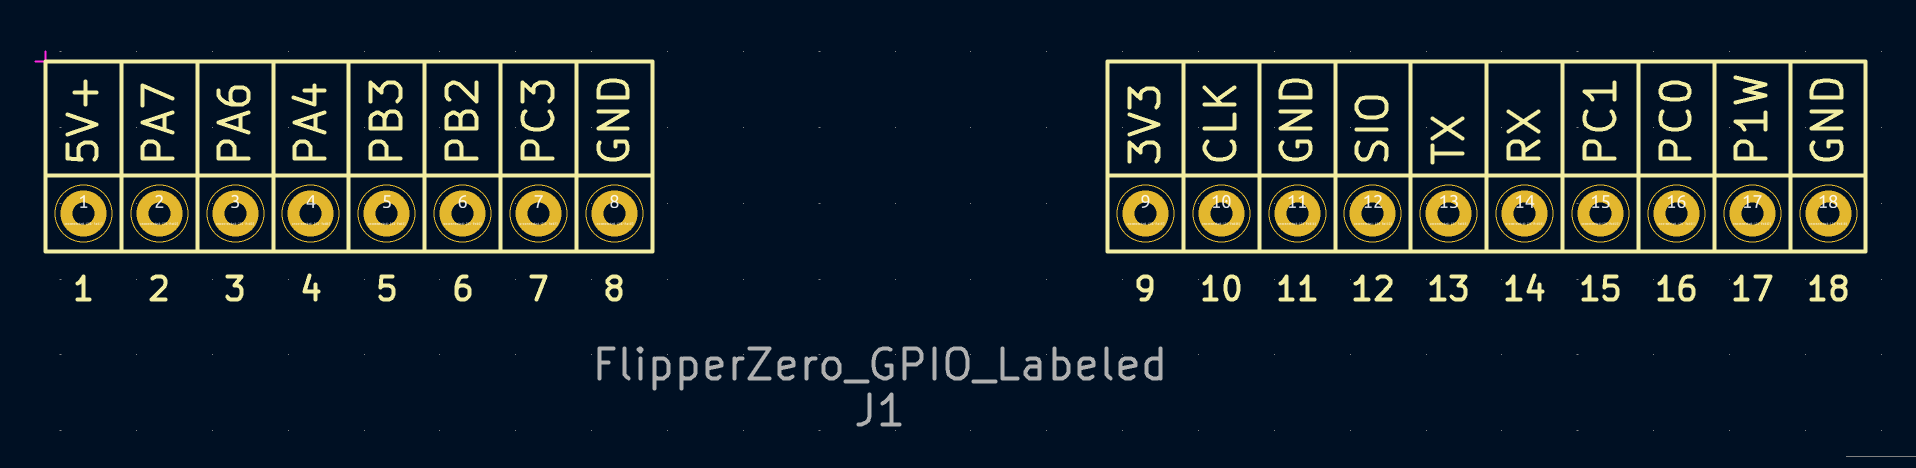 5V+ PA7 PA6 PA4 PB3 PB2 PC3 GND 3V3 CLK GND SIO TX RX PC1 PC0 P1W GND
1 2 3 4 5 6 7 8 9 10 11 12 13 14 15 16 17 18
1 2 3 4 5 6 7 8 9 10 11 12 13 14 15 16 17 18
FlipperZero_GPIO_Labeled
J1